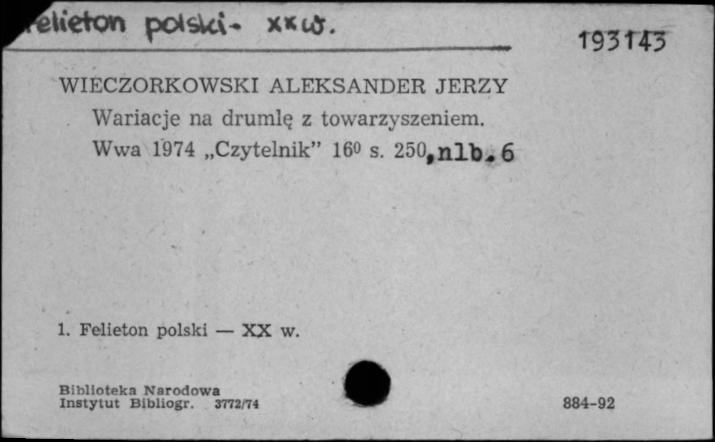 felieton polski- xxw.
193143
WIECZORKOWSKI ALEKSANDER JERZY
Wariacje na drumlę z towarzyszeniem.
Wwa 1974 „Czytelnik” 16⁰ s. 250, nlb. 6
1. Felieton polski — XX w.
Biblioteka Narodowa
Instytut Bibliogr. 3772/74
884-92